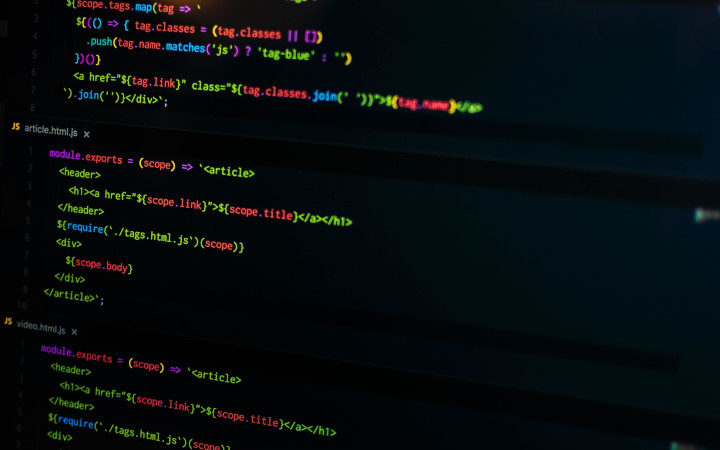 ${scope.tags.map(tag => `
${(() => { tag.classes = (tag.classes || [])
.push(tag.name.matches('js') ? 'tag-blue' : '')
})()}
<a href="${tag.link}" class="${tag.classes.join(' ')}">${tag.name}</a>
`).join('')}</div>`;
JS article.html.js ×
1 module.exports = (scope) => `<article>
2 <header>
3 <h1><a href="${scope.link}">${scope.title}</a></h1>
4 </header>
5 ${require('./tags.html.js')(scope)}
6 <div>
7 ${scope.body}
8 </div>
9 </article>`;
10
JS video.html.js ×
1 module.exports = (scope) => `<article>
2 <header>
3 <h1><a href="${scope.link}">${scope.title}</a></h1>
4 </header>
5 ${require('./tags.html.js')(scope)}
6 <div>